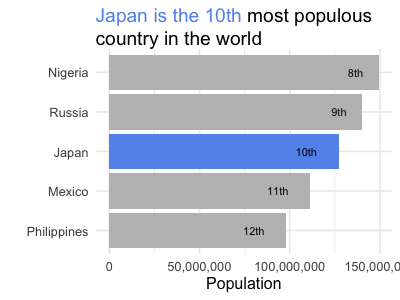 Japan is the 10th most populous
country in the world
Nigeria
8th
Russia
9th
Japan
10th
Mexico
11th
Philippines
12th
0
50,000,000
100,000,000
150,000,0
Population